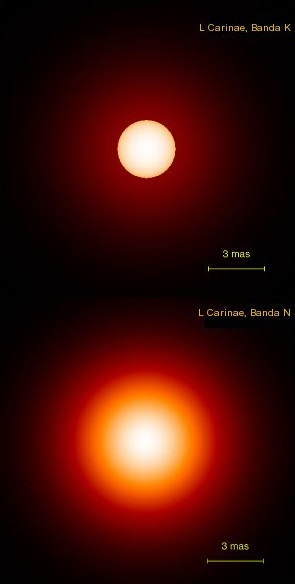 L Carinae, Banda K
3 mas
L Carinae, Banda N
3 mas